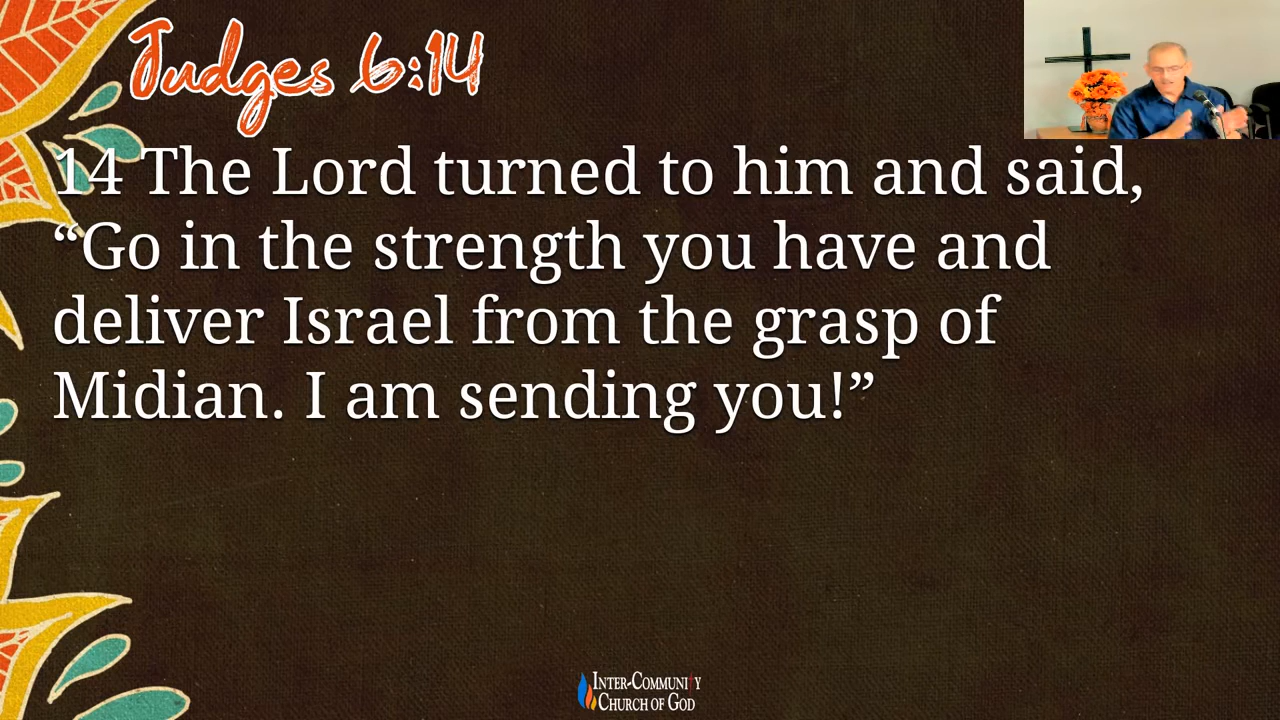 Judges 6:14
14 The Lord turned to him and said,
“Go in the strength you have and
deliver Israel from the grasp of
Midian. I am sending you!”
Inter-Community
Church of God